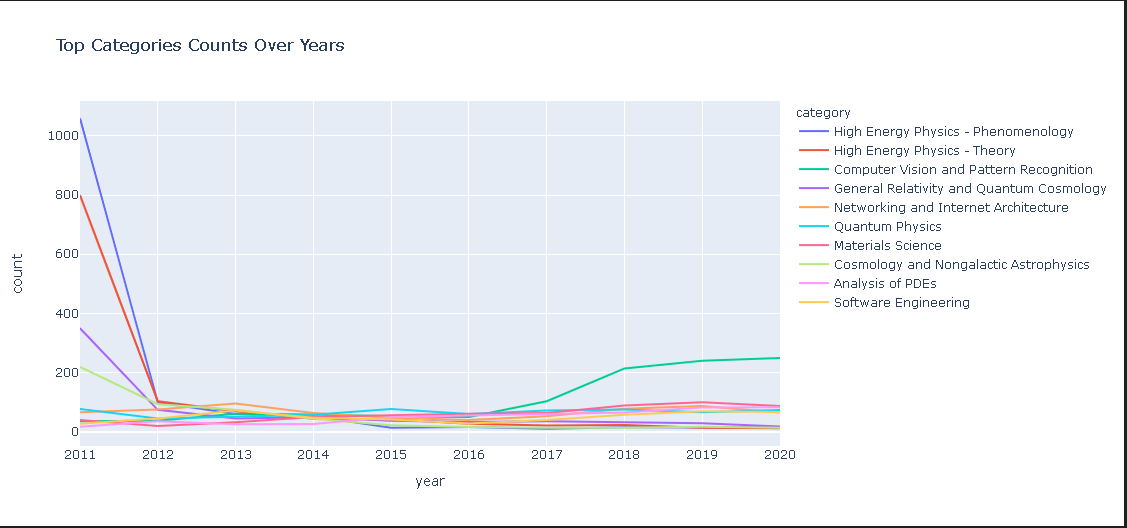 Top Categories Counts Over Years
category
High Energy Physics - Phenomenology
High Energy Physics - Theory
Computer Vision and Pattern Recognition
General Relativity and Quantum Cosmology
Networking and Internet Architecture
Quantum Physics
Materials Science
Cosmology and Nongalactic Astrophysics
Analysis of PDEs
Software Engineering
count
1000
800
600
400
200
0
2011 2012 2013 2014 2015 2016 2017 2018 2019 2020
year